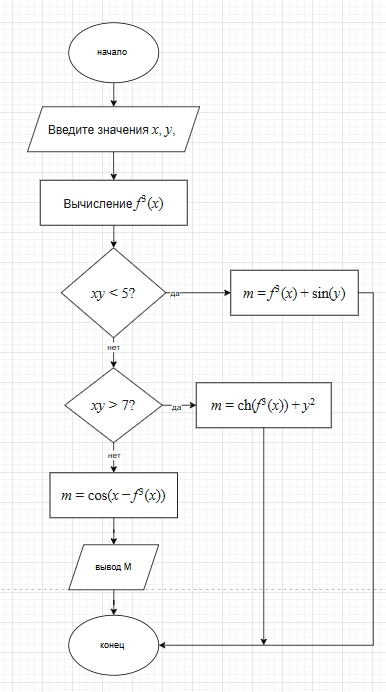 начало
Введите значения x, y,
Вычисление f³(x)
xy < 5?
да
m = f³(x) + sin(y)
нет
xy > 7?
да
m = ch(f³(x)) + y²
нет
m = cos(x − f³(x))
вывод М
конец